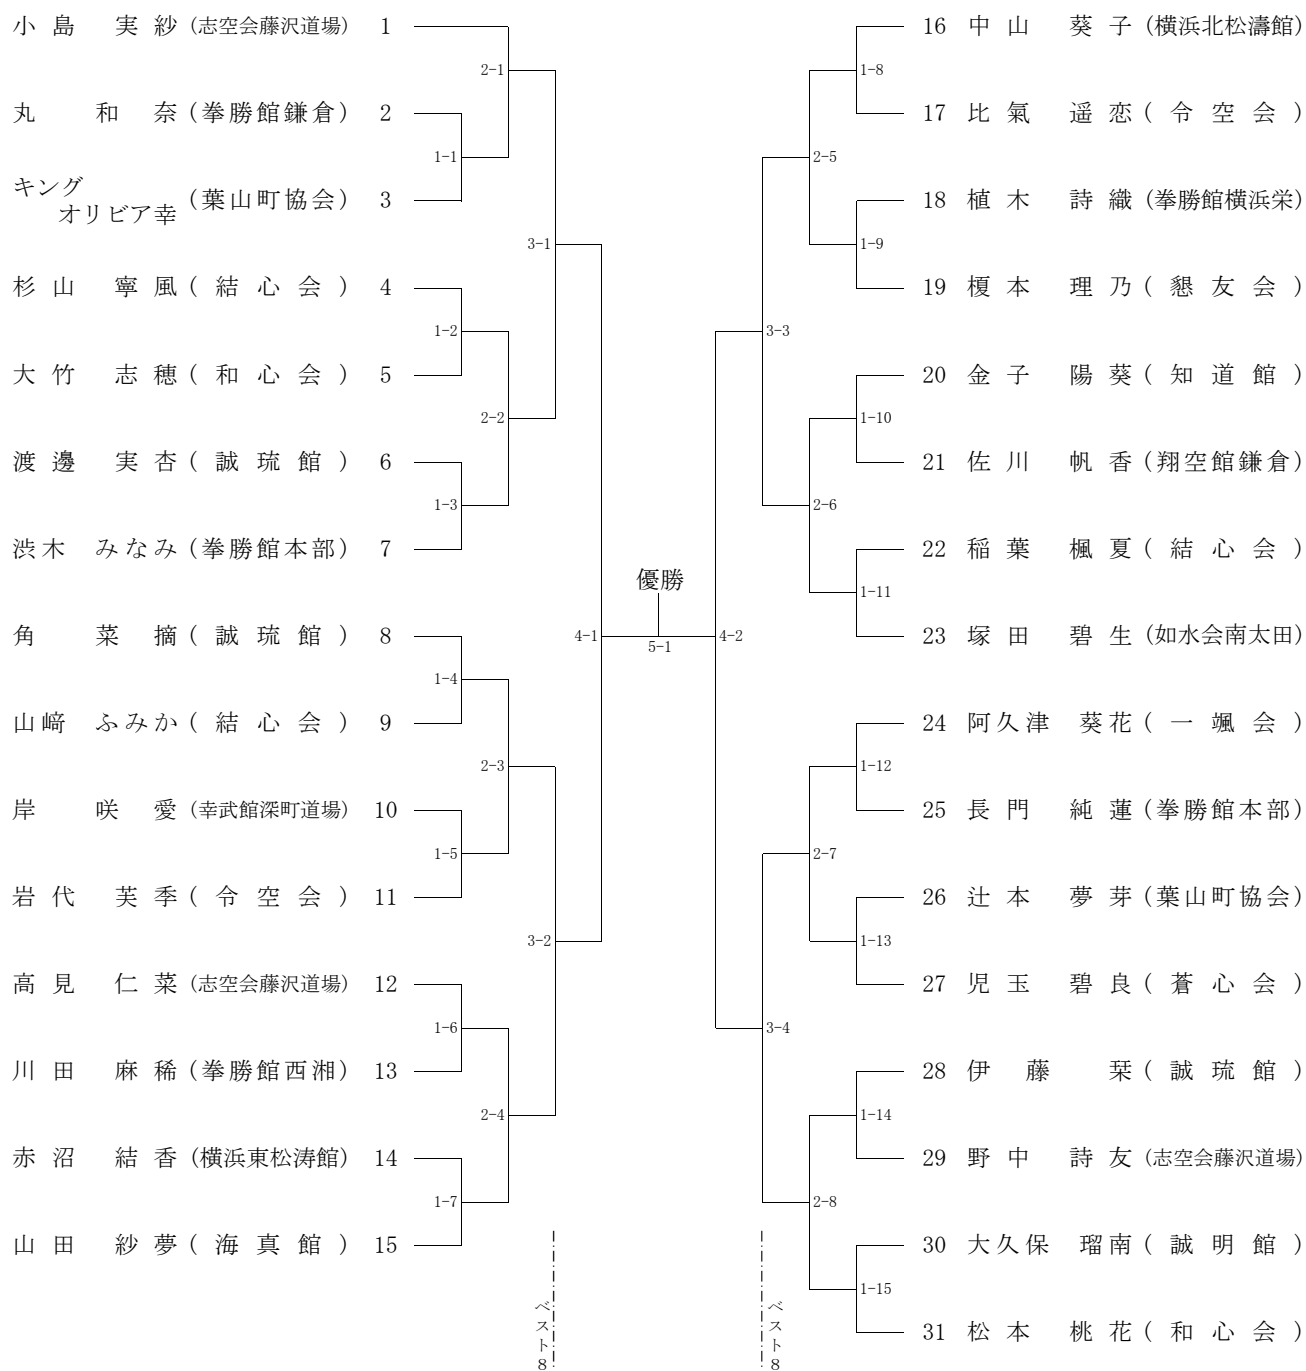 小島 実紗 (志空会藤沢道場) 1
2-1
丸 和奈 (拳勝館鎌倉) 2
1-1
キング
オリビア幸 (葉山町協会) 3
3-1
杉山 寧風 (結心会) 4
1-2
大竹 志穂 (和心会) 5
2-2
渡邊 実杏 (誠琉館) 6
1-3
渋木 みなみ (拳勝館本部) 7
4-1
角 菜摘 (誠琉館) 8
1-4
山﨑 ふみか (結心会) 9
2-3
岸 咲愛 (幸武館深町道場) 10
1-5
岩代 芙季 (令空会) 11
3-2
高見 仁菜 (志空会藤沢道場) 12
1-6
川田 麻稀 (拳勝館西湘) 13
2-4
赤沼 結香 (横浜東松涛館) 14
1-7
山田 紗夢 (海真館) 15
ベスト8
優勝
5-1
16 中山 葵子 (横浜北松濤館)
1-8
17 比氣 遥恋 (令空会)
2-5
18 植木 詩織 (拳勝館横浜栄)
1-9
19 榎本 理乃 (懇友会)
3-3
20 金子 陽葵 (知道館)
1-10
21 佐川 帆香 (翔空館鎌倉)
2-6
22 稲葉 楓夏 (結心会)
1-11
23 塚田 碧生 (如水会南太田)
4-2
24 阿久津 葵花 (一颯会)
1-12
25 長門 純蓮 (拳勝館本部)
2-7
26 辻本 夢芽 (葉山町協会)
1-13
27 児玉 碧良 (蒼心会)
3-4
28 伊藤 栞 (誠琉館)
1-14
29 野中 詩友 (志空会藤沢道場)
2-8
30 大久保 瑠南 (誠明館)
1-15
31 松本 桃花 (和心会)
ベスト8